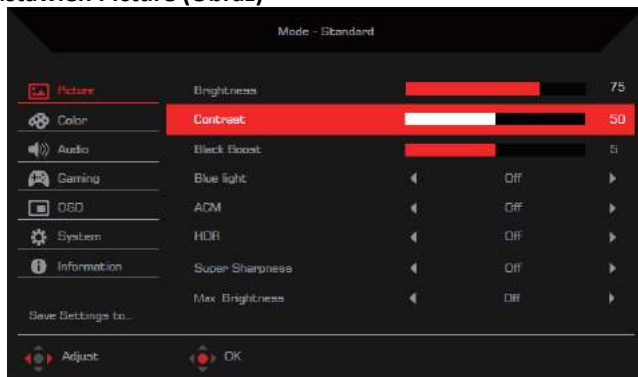 Mode - Standard
Picture
Brightness 75
Color
Contrast 50
Audio
Black Boost 5
Gaming
Blue light Off
OSD
ACM Off
System
HDR Off
Information
Super Sharpness Off
Max Brightness Off
Save Settings to...
Adjust OK